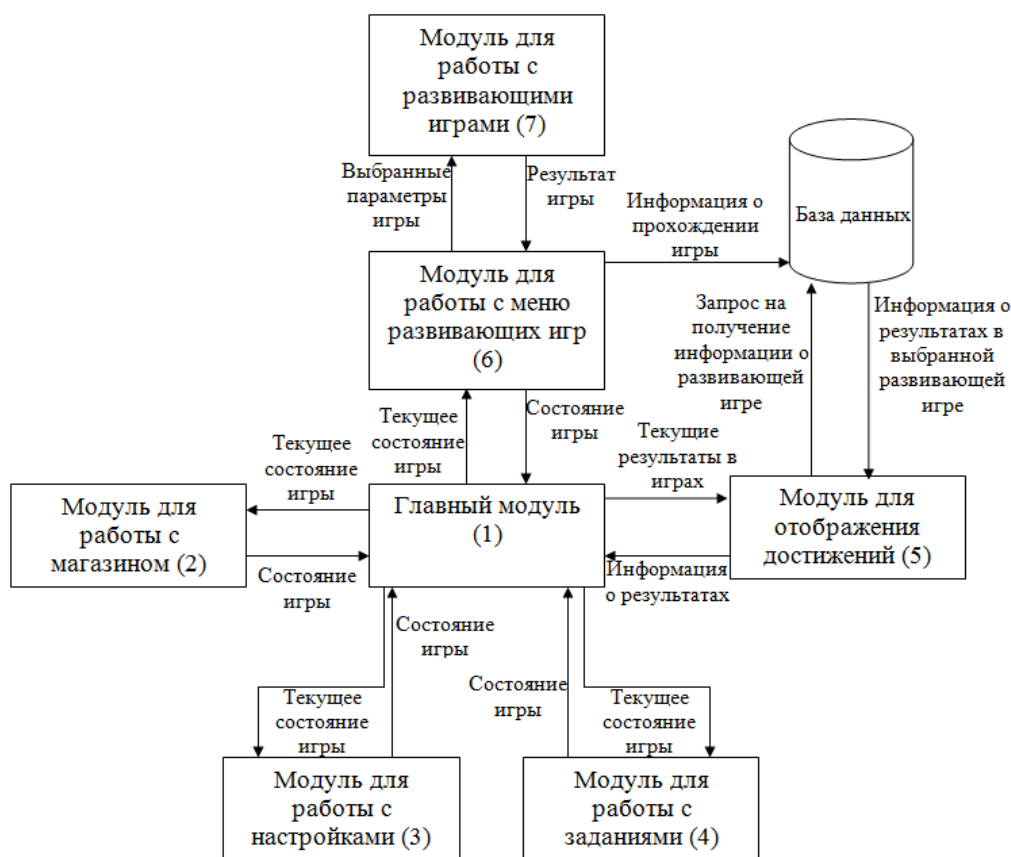 Модуль для
работы с
развивающими
играми (7)
Выбранные
параметры
игры
Результат
игры
Информация о
прохождении
игры
База данных
Модуль для
работы с меню
развивающих игр
(6)
Запрос на
получение
информации о
развивающей
игре
Информация о
результатах в
выбранной
развивающей
игре
Текущее
состояние
игры
Состояние
игры
Текущее
состояние
игры
Текущие
результаты в
играх
Модуль для
работы с
магазином (2)
Главный модуль
(1)
Модуль для
отображения
достижений (5)
Состояние
игры
Информация
о результатах
Состояние
игры
Состояние
игры
Текущее
состояние
игры
Текущее
состояние
игры
Модуль для
работы с
настройками (3)
Модуль для
работы с
заданиями (4)